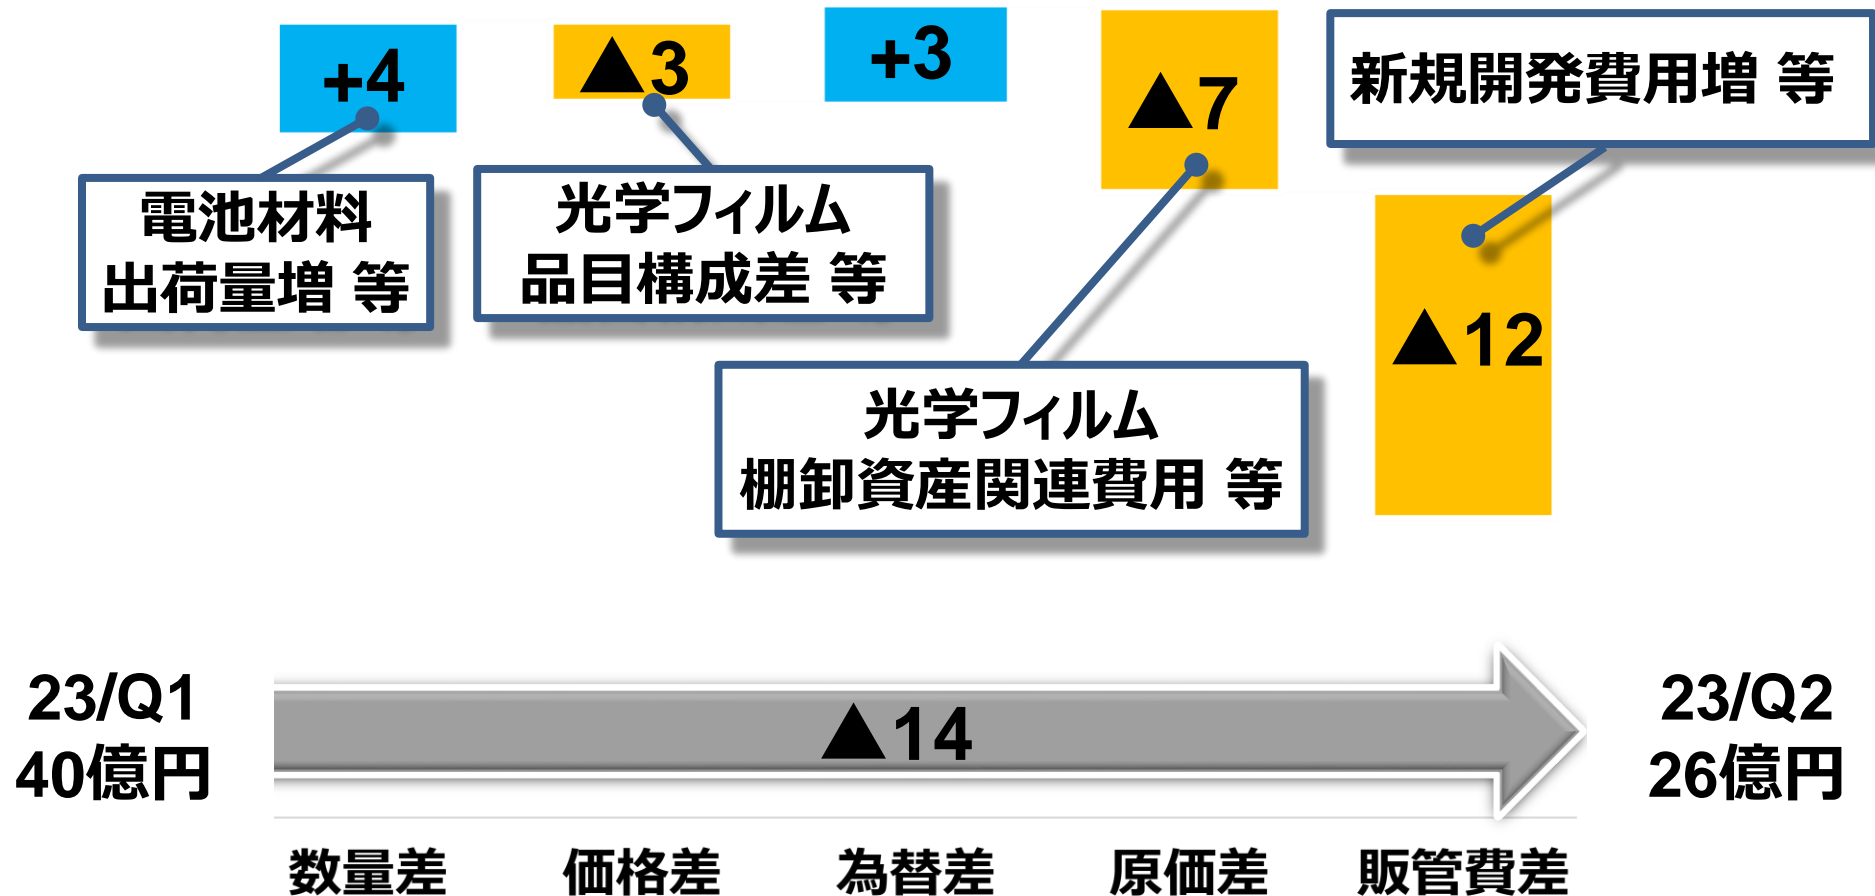 +4
▲3
+3
▲7
新規開発費用増 等
電池材料
出荷量増 等
光学フィルム
品目構成差 等
▲12
光学フィルム
棚卸資産関連費用 等
23/Q1
40億円
▲14
23/Q2
26億円
数量差
価格差
為替差
原価差
販管費差